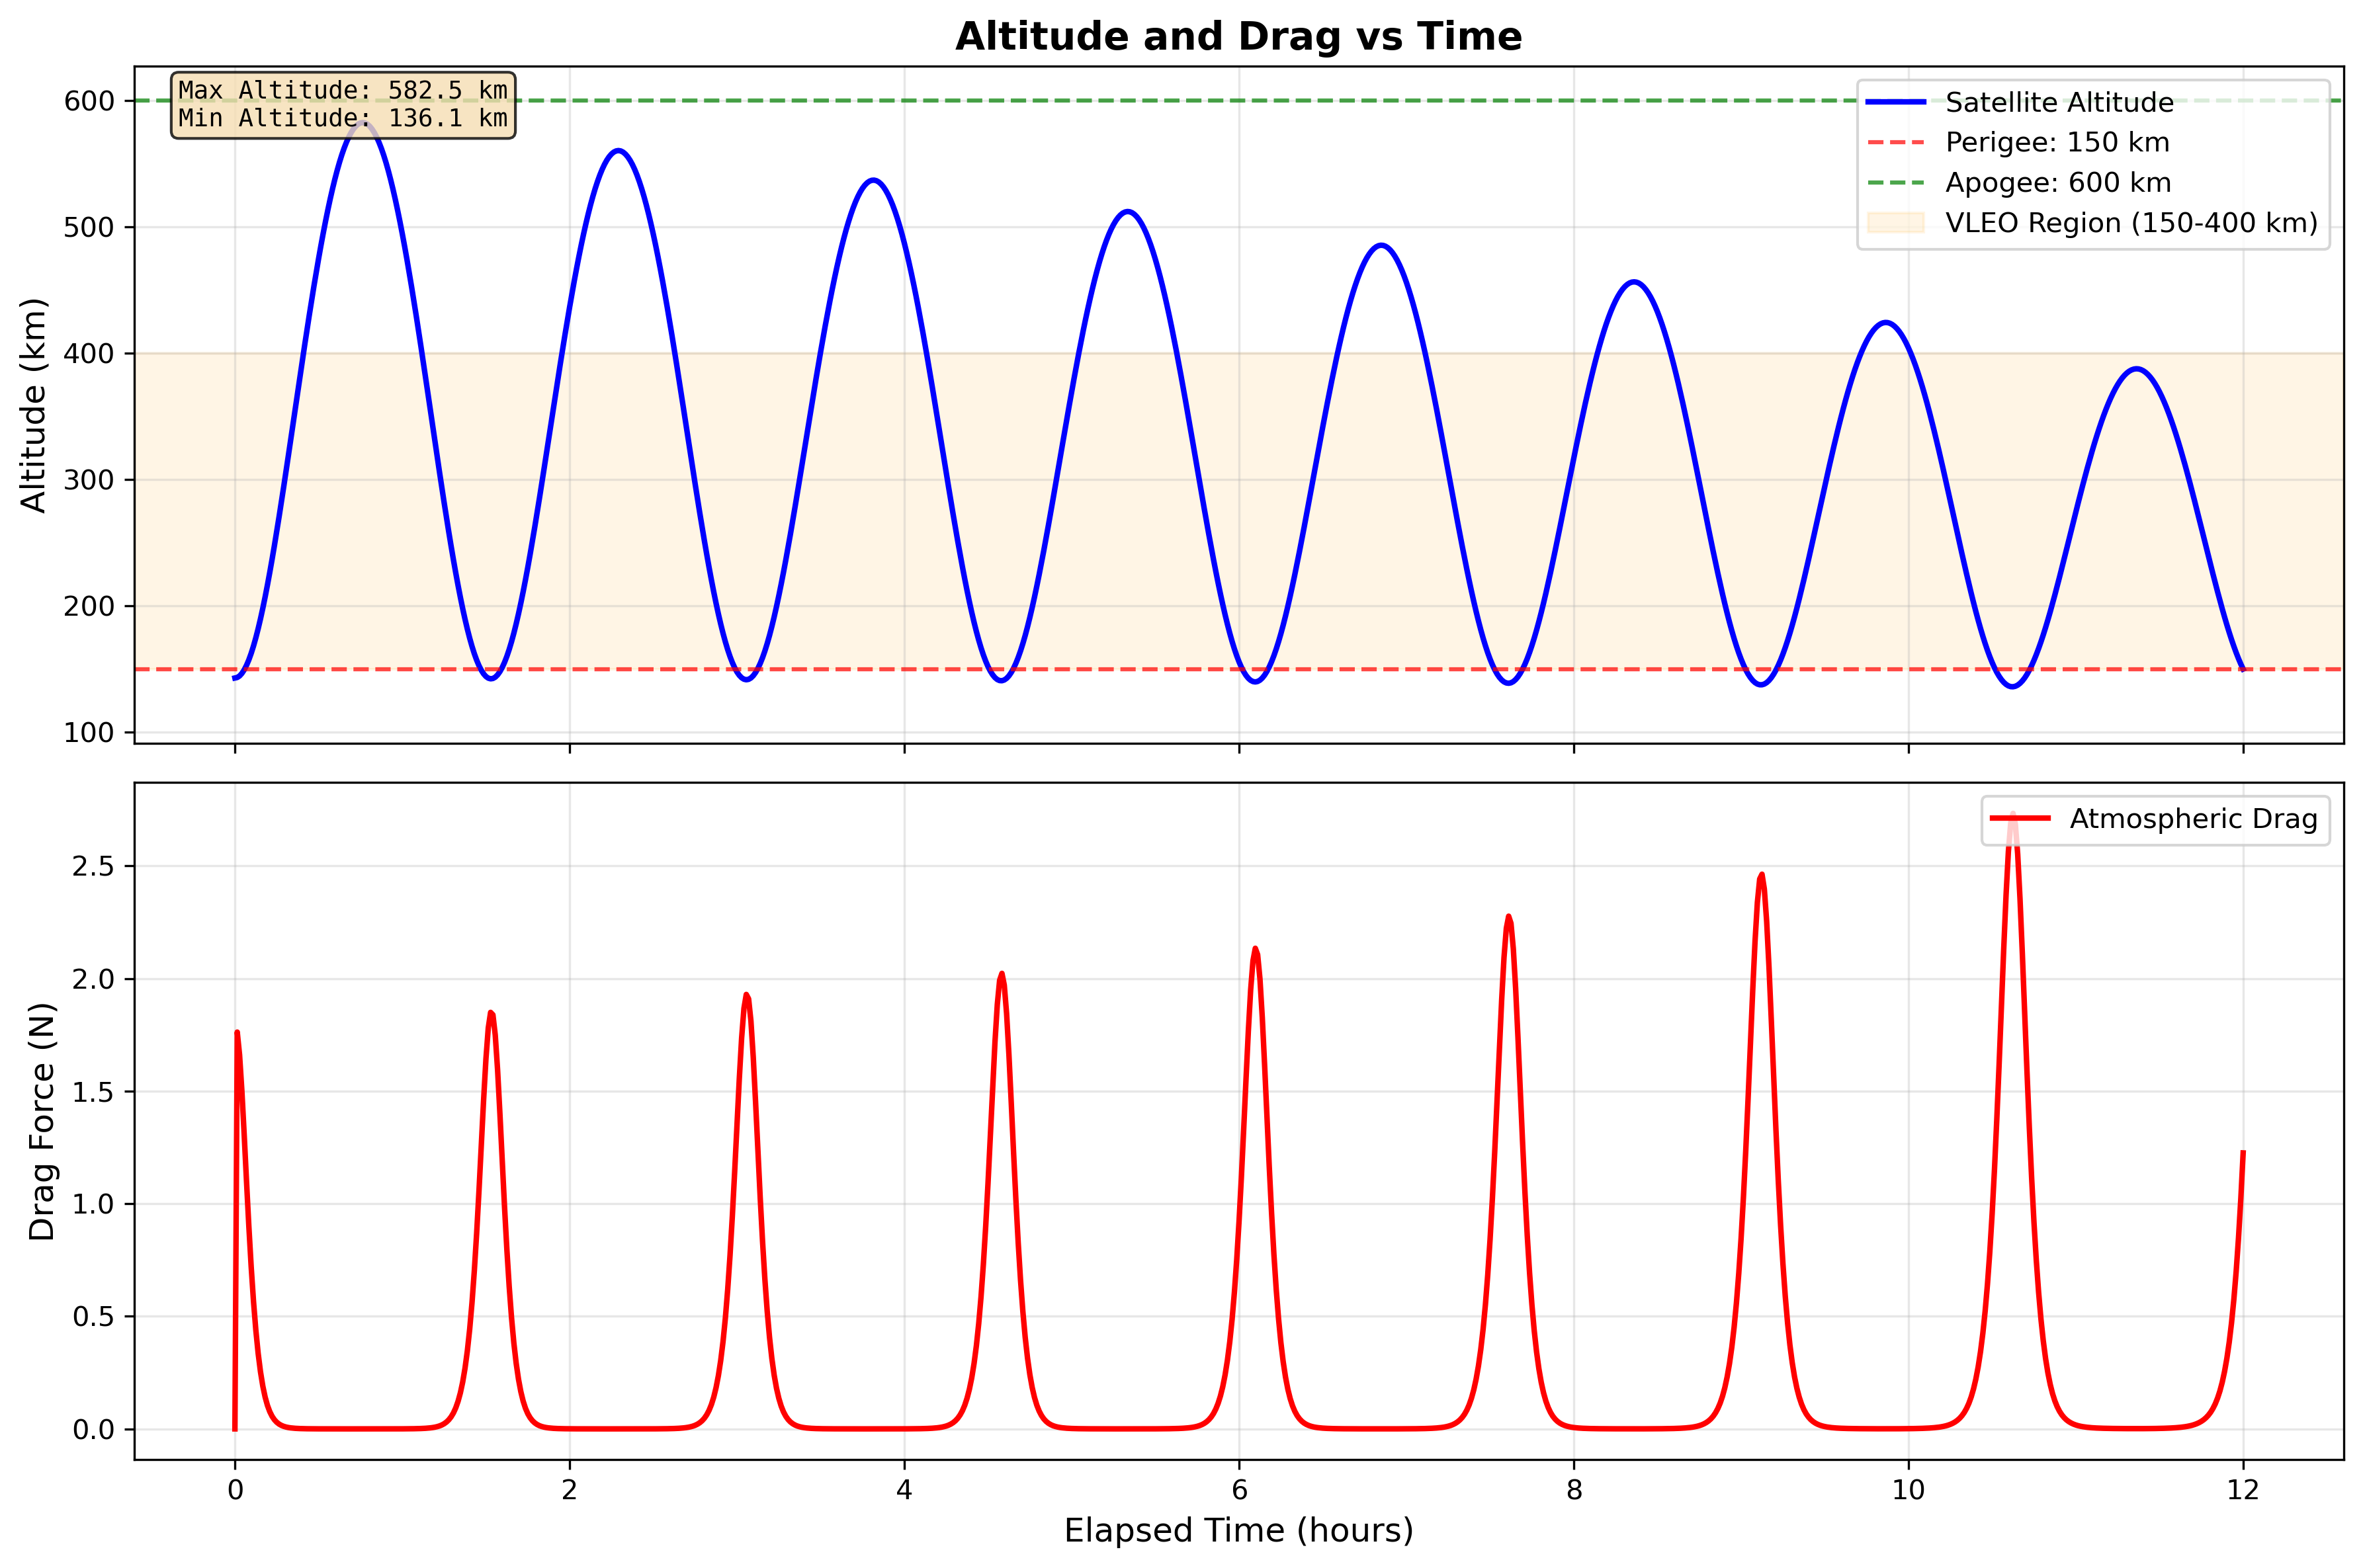 Altitude and Drag vs Time
Max Altitude: 582.5 km
Min Altitude: 136.1 km
Satellite Altitude
Perigee: 150 km
Apogee: 600 km
VLEO Region (150-400 km)
Altitude (km)
600
500
400
300
200
100
Atmospheric Drag
Drag Force (N)
2.5
2.0
1.5
1.0
0.5
0.0
0 2 4 6 8 10 12
Elapsed Time (hours)